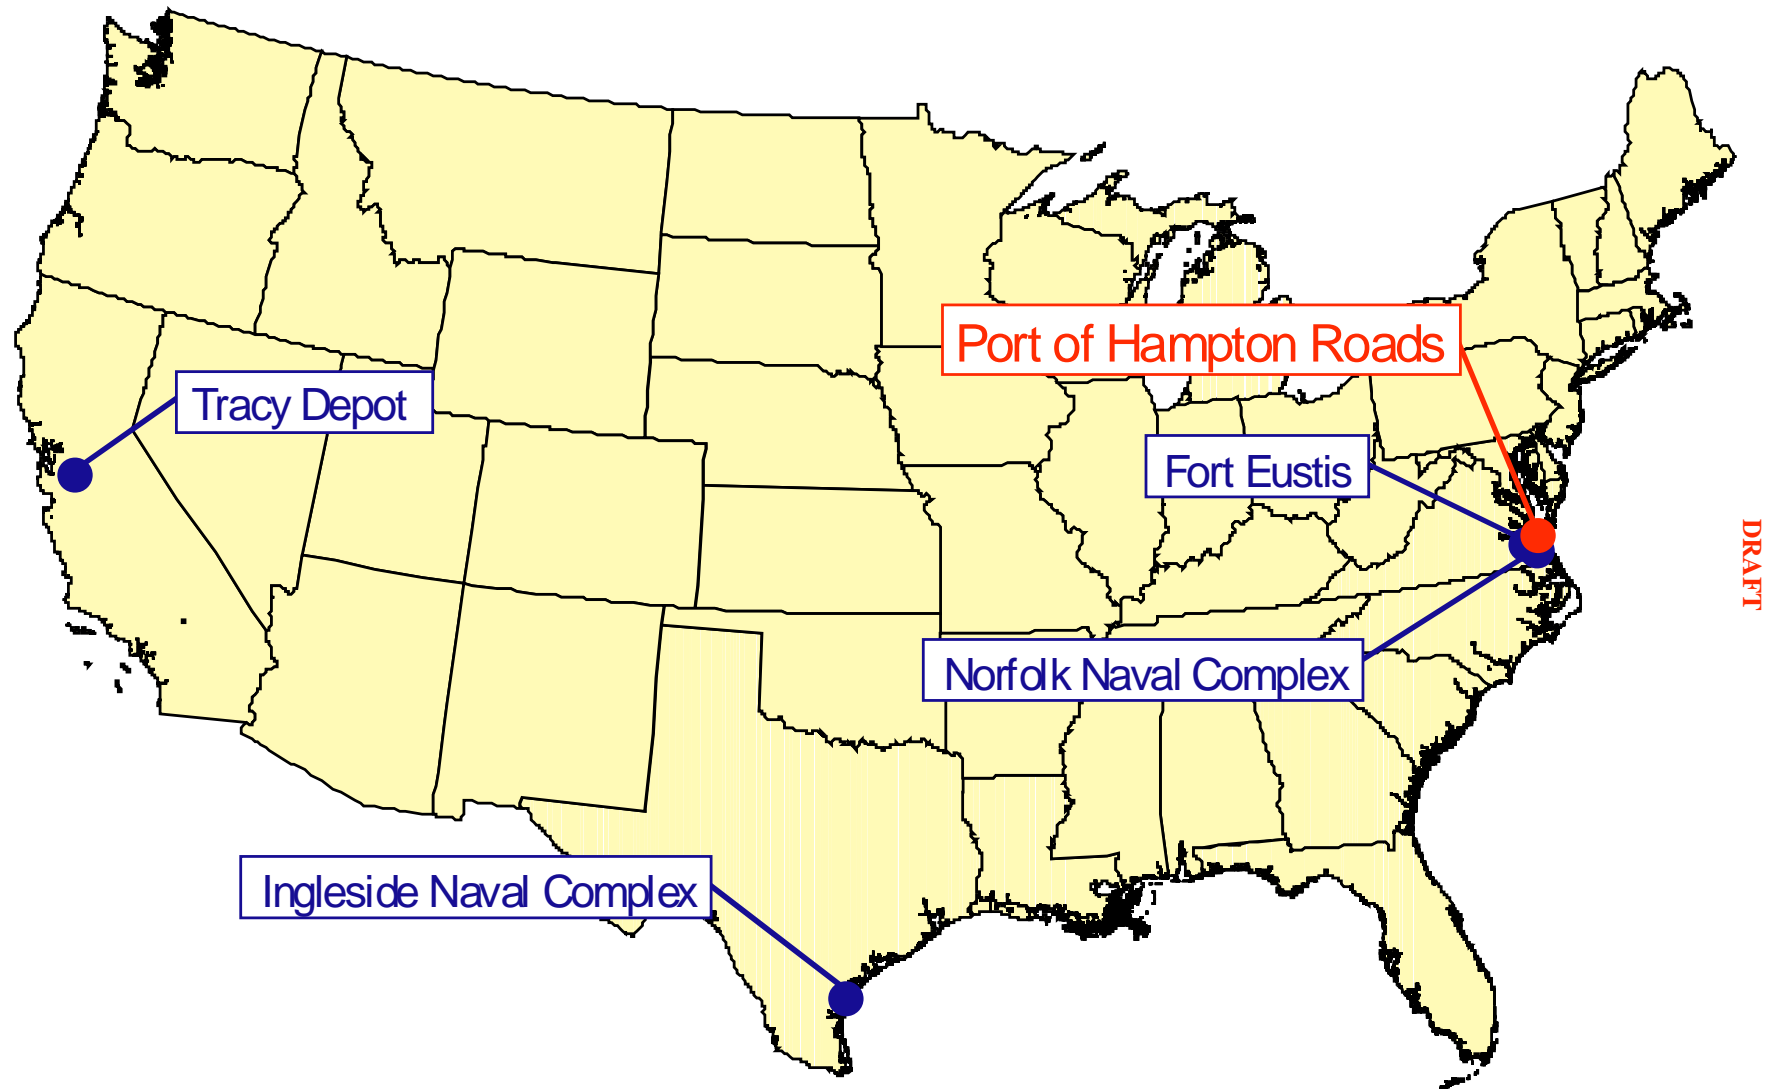 Port of Hampton Roads
Tracy Depot
Fort Eustis
DRAFT
Norfolk Naval Complex
Ingleside Naval Complex